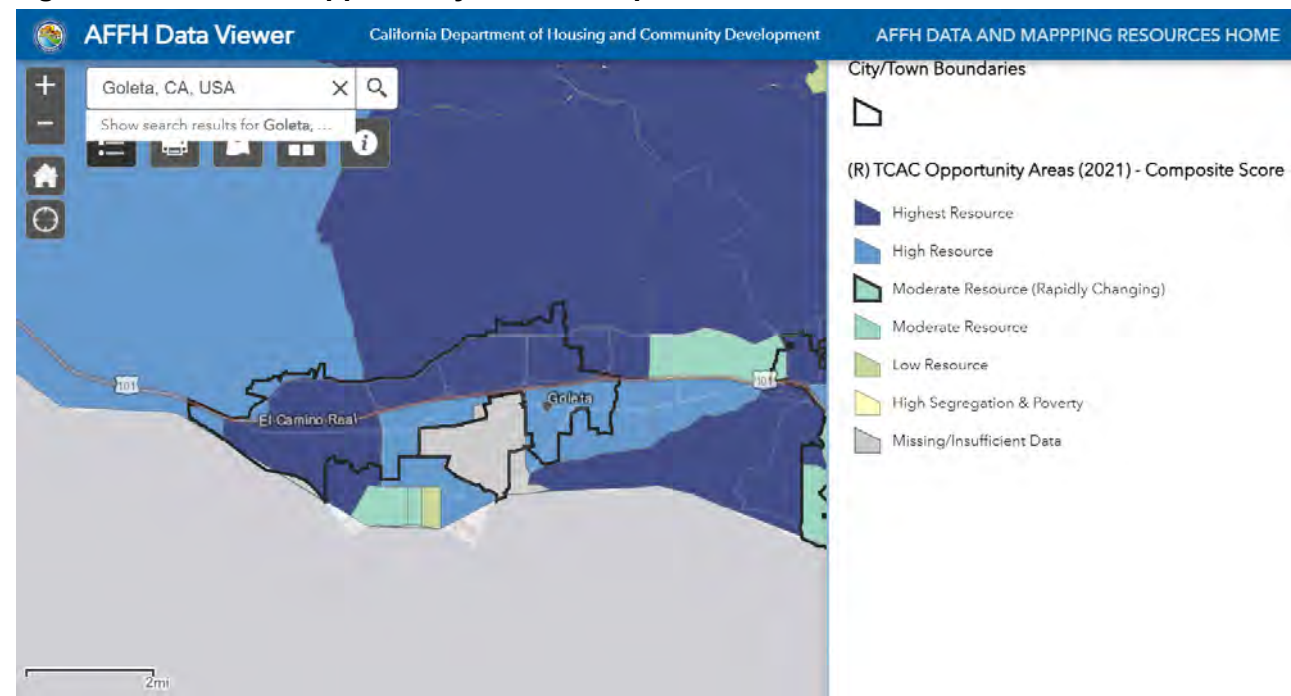 AFFH Data Viewer
California Department of Housing and Community Development
AFFH DATA AND MAPPPING RESOURCES HOME
Goleta, CA, USA
Show search results for Goleta, ...
City/Town Boundaries
(R) TCAC Opportunity Areas (2021) - Composite Score
Highest Resource
High Resource
Moderate Resource (Rapidly Changing)
Moderate Resource
Low Resource
High Segregation & Poverty
Missing/Insufficient Data
101
101
El Camino Real
Goleta
2mi